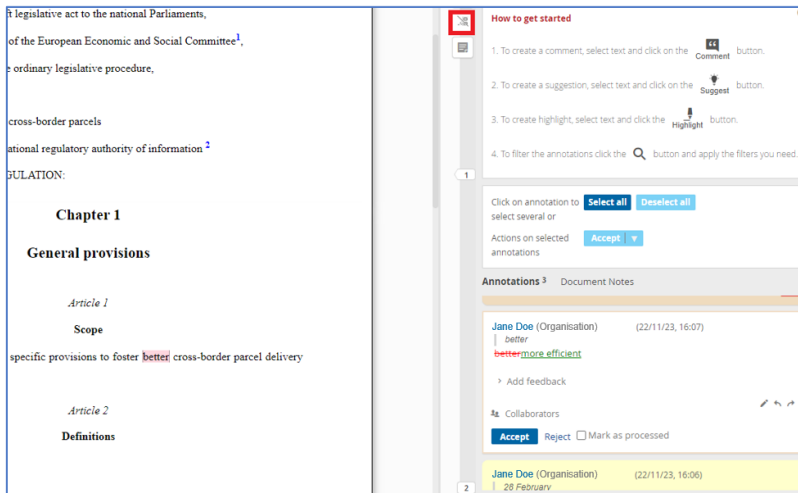 ft legislative act to the national Parliaments,
of the European Economic and Social Committee1,
e ordinary legislative procedure,
cross-border parcels
ational regulatory authority of information 2
GULATION:
Chapter 1
General provisions
Article 1
Scope
specific provisions to foster better cross-border parcel delivery
Article 2
Definitions
How to get started
1. To create a comment, select text and click on the Comment button.
2. To create a suggestion, select text and click on the Suggest button.
3. To create highlight, select text and click the Highlight button.
4. To filter the annotations click the button and apply the filters you need.
1
Click on annotation to Select all Deselect all
select several or
Actions on selected Accept
annotations
Annotations 3 Document Notes
Jane Doe (Organisation) (22/11/23, 16:07)
better
bettermore efficient
Add feedback
Collaborators
Accept Reject Mark as processed
Jane Doe (Organisation) (22/11/23, 16:06)
2
28 February